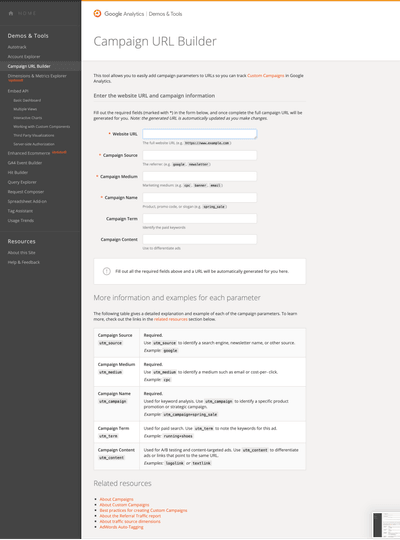 HOME
Google Analytics | Demos & Tools
Campaign URL Builder
Demos & Tools
Autotrack
Account Explorer
Campaign URL Builder
Dimensions & Metrics Explorer
Embed API
Basic Dashboard
Multiple Views
Interactive Charts
Working with Custom Components
Third Party Visualizations
Server-side Authorization
Enhanced Ecommerce
GA4 Event Builder
Hit Builder
Query Explorer
Request Composer
Spreadsheet Add-on
Tag Assistant
Usage Trends
Resources
About this Site
Help & Feedback
This tool allows you to easily add campaign parameters to URLs so you can track Custom Campaigns in Google
Analytics.
Enter the website URL and campaign information
Fill out the required fields (marked with *) in the form below, and once complete the full campaign URL will be
generated for you. Note: the generated URL is automatically updated as you make changes.
* Website URL
The full website URL (e.g. https://www.example.com)
* Campaign Source
The referrer: (e.g. google, newsletter)
* Campaign Medium
Marketing medium: (e.g. cpc, banner, email)
* Campaign Name
Product, promo code, or slogan (e.g. spring_sale)
Campaign Term
Identify the paid keywords
Campaign Content
Use to differentiate ads
Fill out all the required fields above and a URL will be automatically generated for you here.
More information and examples for each parameter
The following table gives a detailed explanation and example of each of the campaign parameters. To learn
more, check out the links in the related resources section below.
Campaign Source
utm_source
Required.
Use utm_source to identify a search engine, newsletter name, or other source.
Example: google
Campaign Medium
utm_medium
Required.
Use utm_medium to identify a medium such as email or cost-per- click.
Example: cpc
Campaign Name
utm_campaign
Required.
Used for keyword analysis. Use utm_campaign to identify a specific product
promotion or strategic campaign.
Example: utm_campaign=spring_sale
Campaign Term
utm_term
Used for paid search. Use utm_term to note the keywords for this ad.
Example: running+shoes
Campaign Content
utm_content
Used for A/B testing and content-targeted ads. Use utm_content to differentiate
ads or links that point to the same URL.
Examples: logolink or textlink
Related resources
About Campaigns
About Custom Campaigns
Best practices for creating Custom Campaigns
About the Referral Traffic report
About traffic source dimensions
AdWords Auto-Tagging